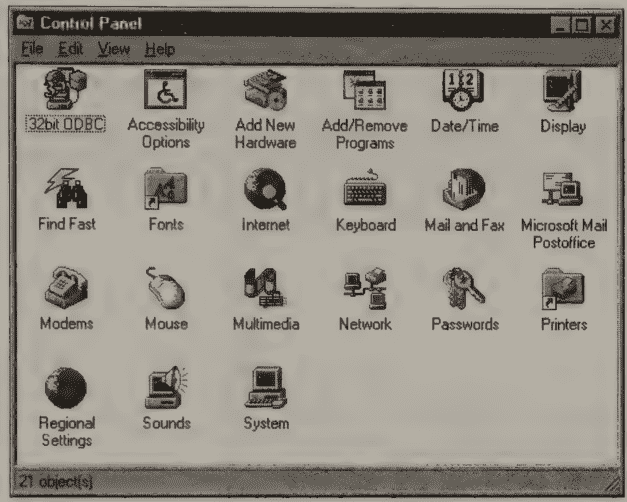 Control Panel
File Edit View Help
32bit ODBC Accessibility Options Add New Hardware Add/Remove Programs Date/Time Display
Find Fast Fonts Internet Keyboard Mail and Fax Microsoft Mail Postoffice
Modems Mouse Multimedia Network Passwords Printers
Regional Settings Sounds System
21 object(s)